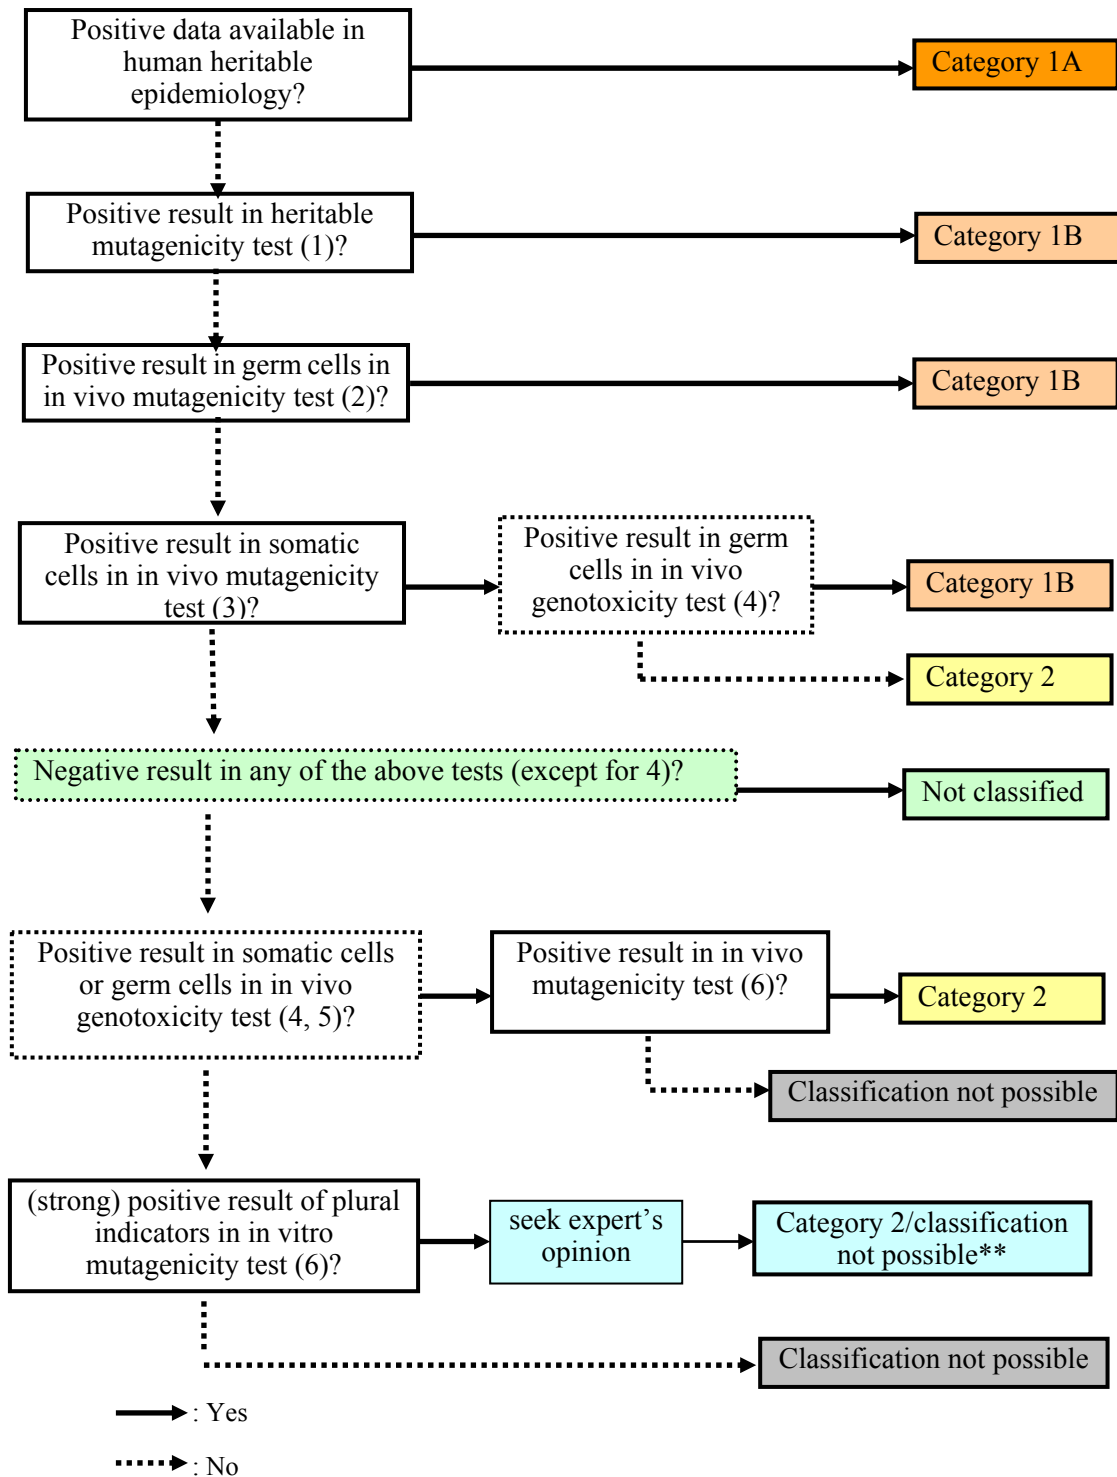 Positive data available in
human heritable
epidemiology?
Category 1A
Positive result in heritable
mutagenicity test (1)?
Category 1B
Positive result in germ cells in
in vivo mutagenicity test (2)?
Category 1B
Positive result in somatic
cells in in vivo mutagenicity
test (3)?
Positive result in germ
cells in in vivo
genotoxicity test (4)?
Category 1B
Category 2
Negative result in any of the above tests (except for 4)?
Not classified
Positive result in somatic cells
or germ cells in in vivo
genotoxicity test (4, 5)?
Positive result in in vivo
mutagenicity test (6)?
Category 2
Classification not possible
(strong) positive result of plural
indicators in in vitro
mutagenicity test (6)?
seek expert’s
opinion
Category 2/classification
not possible**
Classification not possible
: Yes
: No